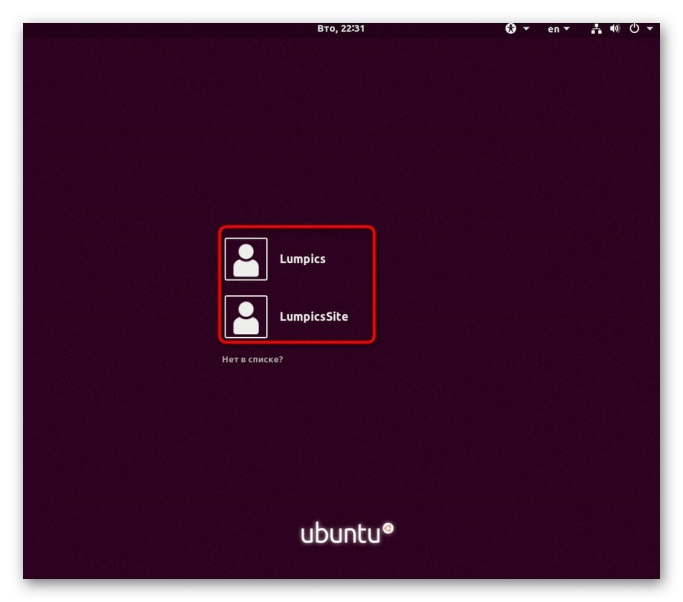 Вто, 22:31
en
Lumpics
LumpicsSite
Нет в списке?
ubuntu